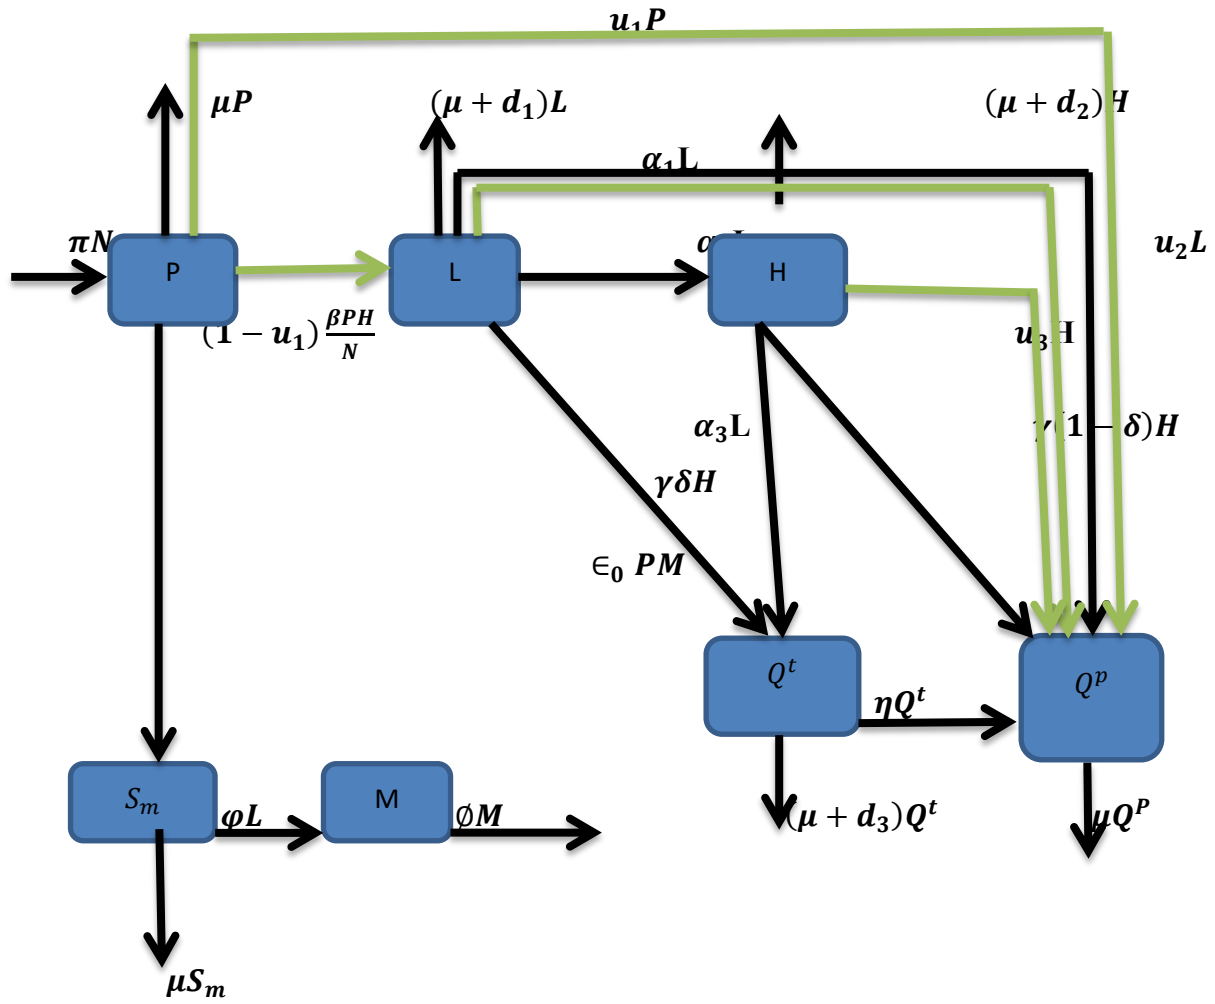 u₁P
μP
(μ + d₁)L
(μ + d₂)H
α₁L
πN
P
L
H
u₂L
(1 − u₁) βPH/N
u₃H
α₃L
γ(1 − δ)H
γδH
∈₀ PM
Qᵗ
Qᵖ
ηQᵗ
Sₘ
M
φL
∅M
(μ + d₃)Qᵗ
μQᴾ
μSₘ